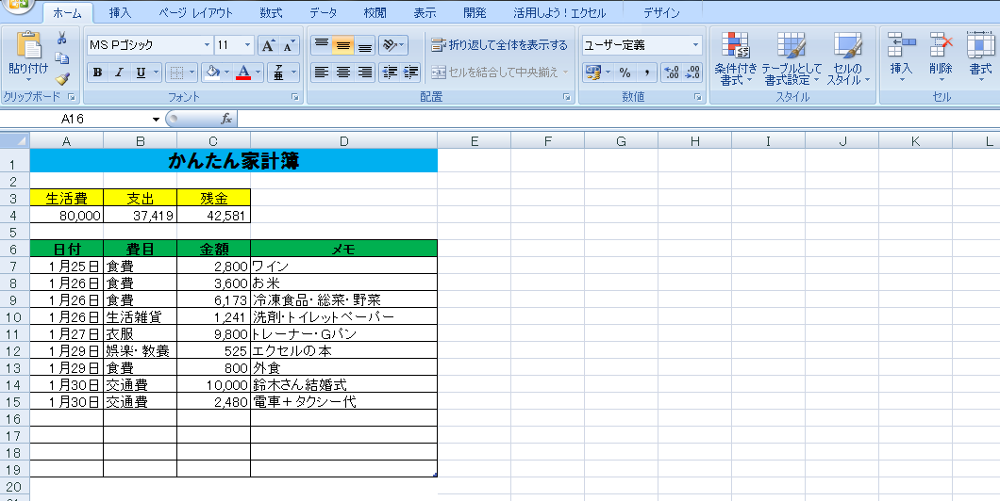 ホーム 挿入 ページ レイアウト 数式 データ 校閲 表示 開発 活用しよう！エクセル デザイン
貼り付け
クリップボード
MS Pゴシック 11
B I U
A A
亜
フォント
折り返して全体を表示する
セルを結合して中央揃え
配置
ユーザー定義
% ,
数値
条件付き書式
テーブルとして書式設定
セルのスタイル
スタイル
挿入 削除 書式
セル
A16 fx
A B C D E F G H I J K L
1 かんたん家計簿
2
3 生活費 支出 残金
4 80,000 37,419 42,581
5
6 日付 費目 金額 メモ
7 1月25日 食費 2,800 ワイン
8 1月26日 食費 3,600 お米
9 1月26日 食費 6,173 冷凍食品・総菜・野菜
10 1月26日 生活雑貨 1,241 洗剤・トイレットペーパー
11 1月27日 衣服 9,800 トレーナー・Gパン
12 1月29日 娯楽・教養 525 エクセルの本
13 1月29日 食費 800 外食
14 1月30日 交通費 10,000 鈴木さん結婚式
15 1月30日 交通費 2,480 電車＋タクシー代
16
17
18
19
20